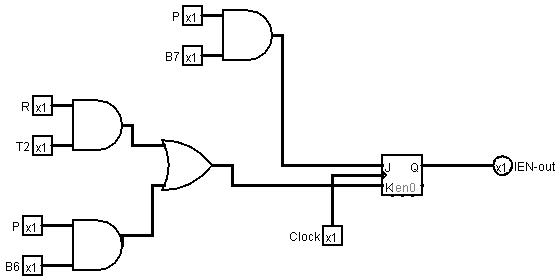 P x1
B7 x1
R x1
T2 x1
J Q
x1 IEN-out
K en0
P x1
Clock x1
B6 x1